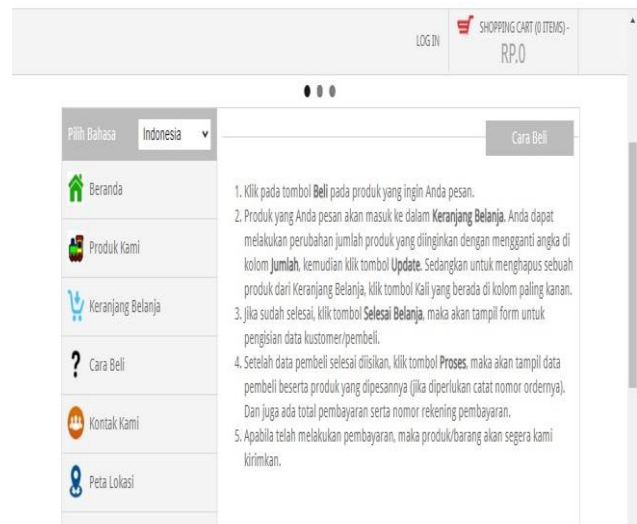 LOG IN
SHOPPING CART (0 ITEMS) -
RP.0
Pilih Bahasa
Indonesia
Cara Beli
Beranda
Produk Kami
Keranjang Belanja
Cara Beli
Kontak Kami
Peta Lokasi
1. Klik pada tombol Beli pada produk yang ingin Anda pesan.
2. Produk yang Anda pesan akan masuk ke dalam Keranjang Belanja. Anda dapat
melakukan perubahan jumlah produk yang diinginkan dengan mengganti angka di
kolom Jumlah, kemudian klik tombol Update. Sedangkan untuk menghapus sebuah
produk dari Keranjang Belanja, klik tombol Kali yang berada di kolom paling kanan.
3. Jika sudah selesai, klik tombol Selesai Belanja, maka akan tampil form untuk
pengisian data kustomer/pembeli.
4. Setelah data pembeli selesai diisikan, klik tombol Proses, maka akan tampil data
pembeli beserta produk yang dipesannya (jika diperlukan catat nomor ordernya).
Dan juga ada total pembayaran serta nomor rekening pembayaran.
5. Apabila telah melakukan pembayaran, maka produk/barang akan segera kami
kirimkan.